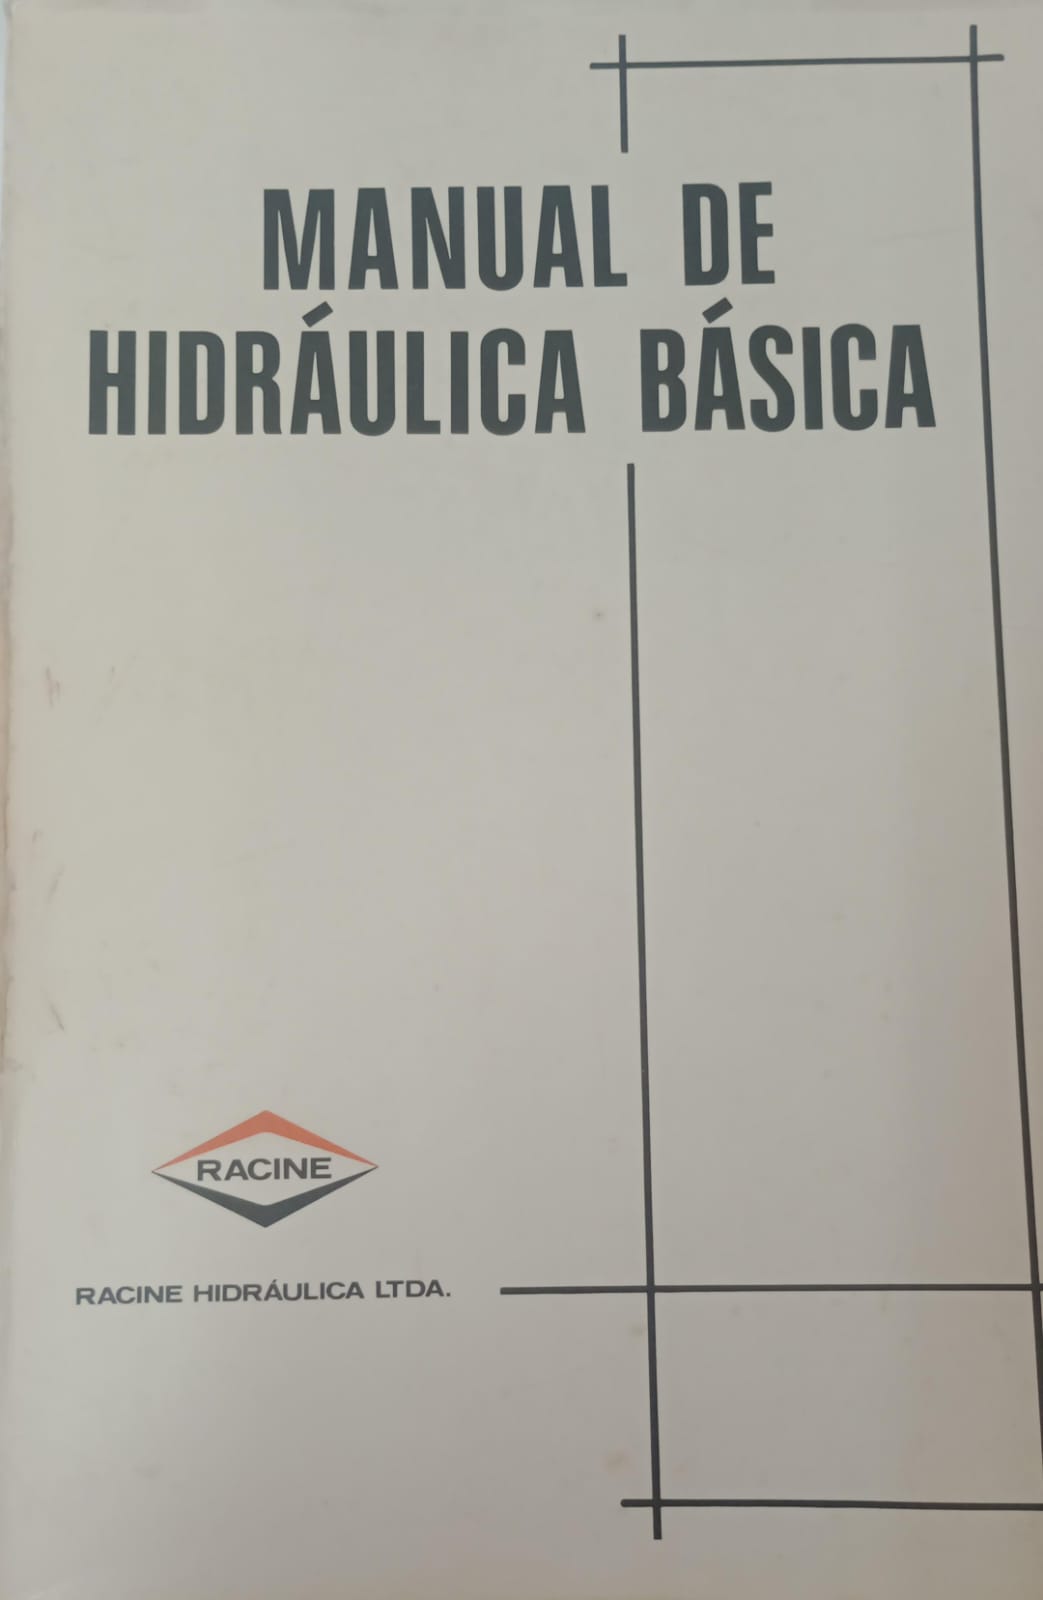 MANUAL DE
HIDRÁULICA BÁSICA
RACINE
RACINE HIDRÁULICA LTDA.